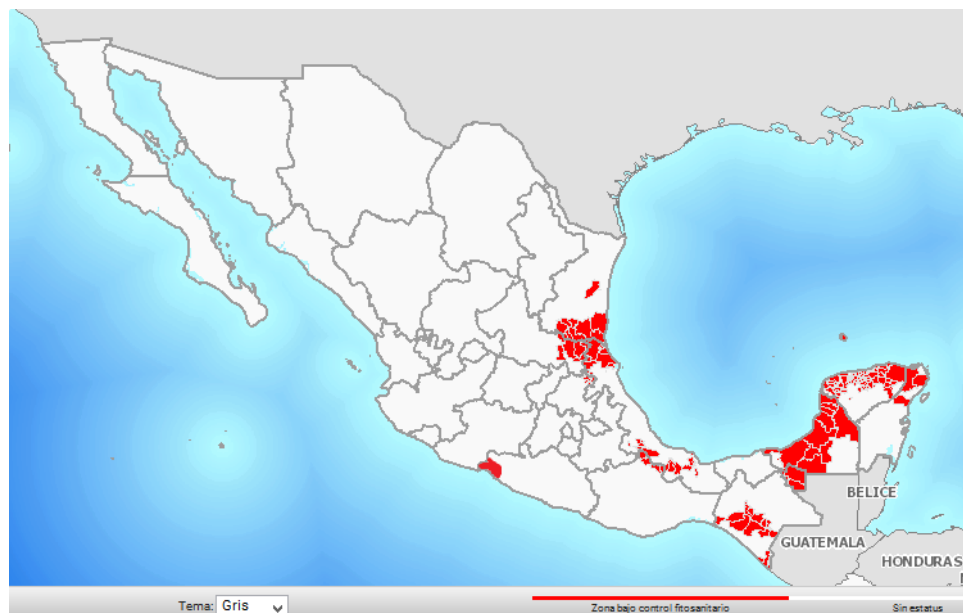 BELICE
GUATEMALA
HONDURAS
Tema: Gris
Zona bajo control fitosanitario
Sin estatus